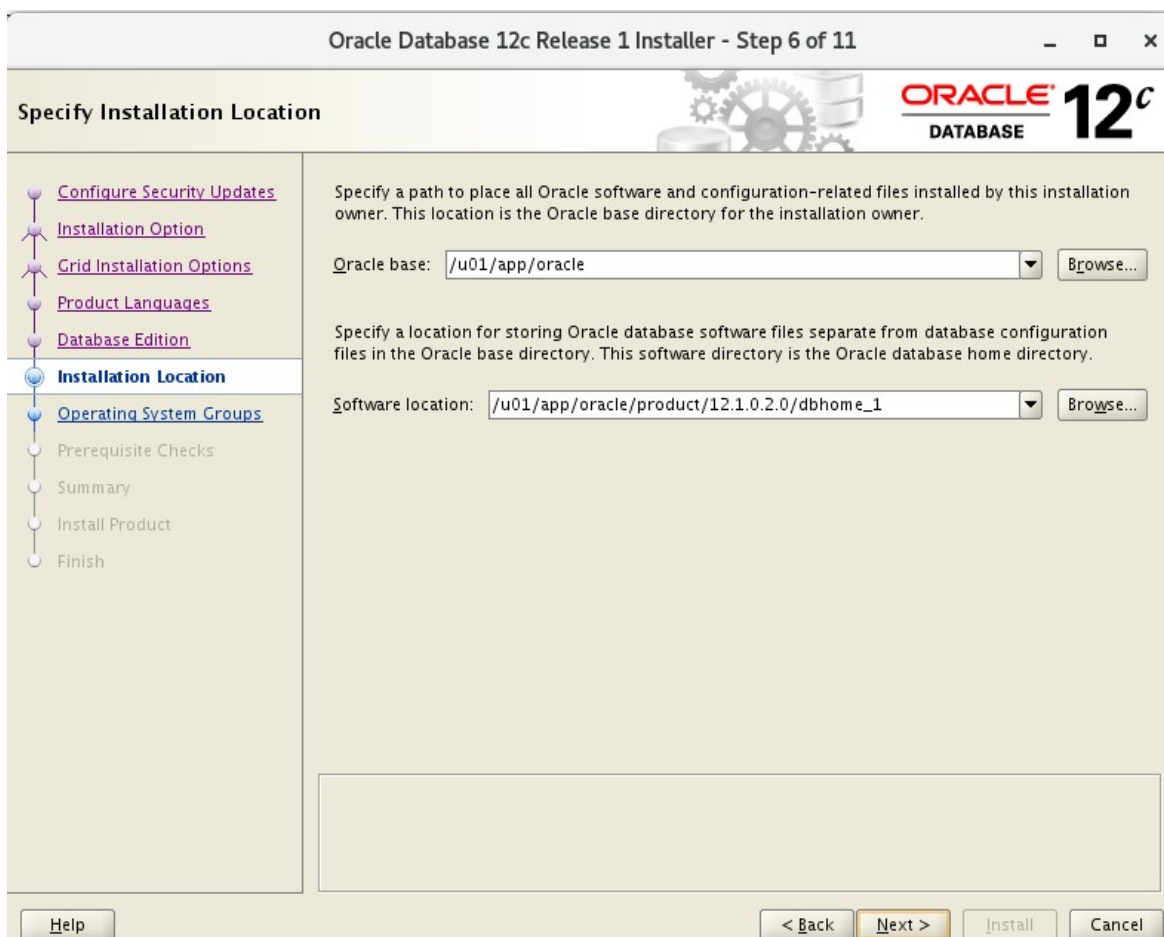 Oracle Database 12c Release 1 Installer - Step 6 of 11
Specify Installation Location
ORACLE
DATABASE
12c
Configure Security Updates
Installation Option
Grid Installation Options
Product Languages
Database Edition
Installation Location
Operating System Groups
Prerequisite Checks
Summary
Install Product
Finish
Specify a path to place all Oracle software and configuration-related files installed by this installation
owner. This location is the Oracle base directory for the installation owner.
Oracle base: /u01/app/oracle Browse...
Specify a location for storing Oracle database software files separate from database configuration
files in the Oracle base directory. This software directory is the Oracle database home directory.
Software location: /u01/app/oracle/product/12.1.0.2.0/dbhome_1 Browse...
Help < Back Next > Install Cancel